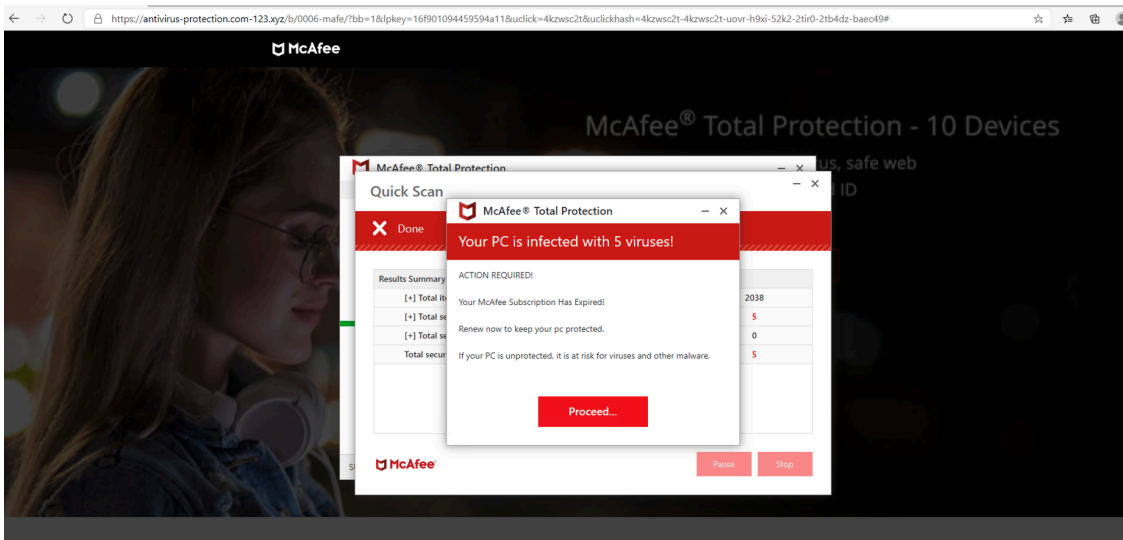 https://antivirus-protection.com-123.xyz/b/0006-mafe/?bb=1&lpkey=16f901094459594a11&uclick=4kzwsc2t&uclickhash=4kzwsc2t-4kzwsc2t-uovr-h9xi-52k2-2tir0-2tb4dz-baec49#
McAfee
McAfee® Total Protection - 10 Devices
us, safe web
ID
McAfee® Total Protection
Quick Scan
Done
Results Summary
[+] Total it 2038
[+] Total se 5
[+] Total se 0
Total secur 5
McAfee® Total Protection
Your PC is infected with 5 viruses!
ACTION REQUIRED!
Your McAfee Subscription Has Expired!
Renew now to keep your pc protected.
If your PC is unprotected, it is at risk for viruses and other malware.
Proceed...
McAfee
Pause Stop